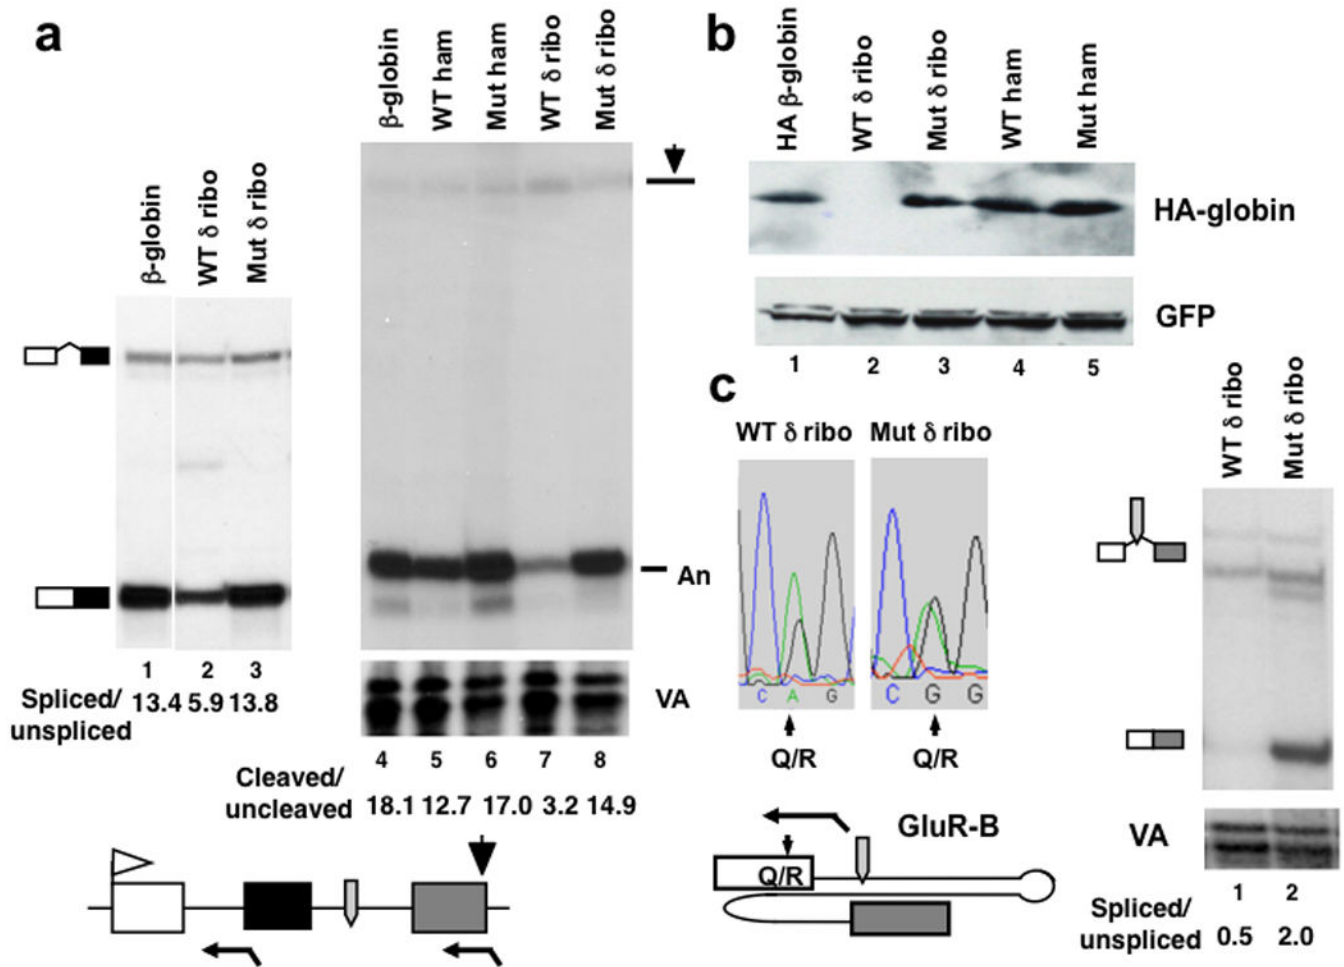 a
β-globin
WT δ ribo
Mut δ ribo
1 2 3
Spliced/
unspliced
13.4 5.9 13.8
β-globin
WT ham
Mut ham
WT δ ribo
Mut δ ribo
An
VA
4 5 6 7 8
Cleaved/
uncleaved
18.1 12.7 17.0 3.2 14.9
b
HA β-globin
WT δ ribo
Mut δ ribo
WT ham
Mut ham
HA-globin
GFP
1 2 3 4 5
c
WT δ ribo Mut δ ribo
C A G C G G
Q/R Q/R
GluR-B
Q/R
WT δ ribo
Mut δ ribo
VA
1 2
Spliced/
unspliced
0.5 2.0